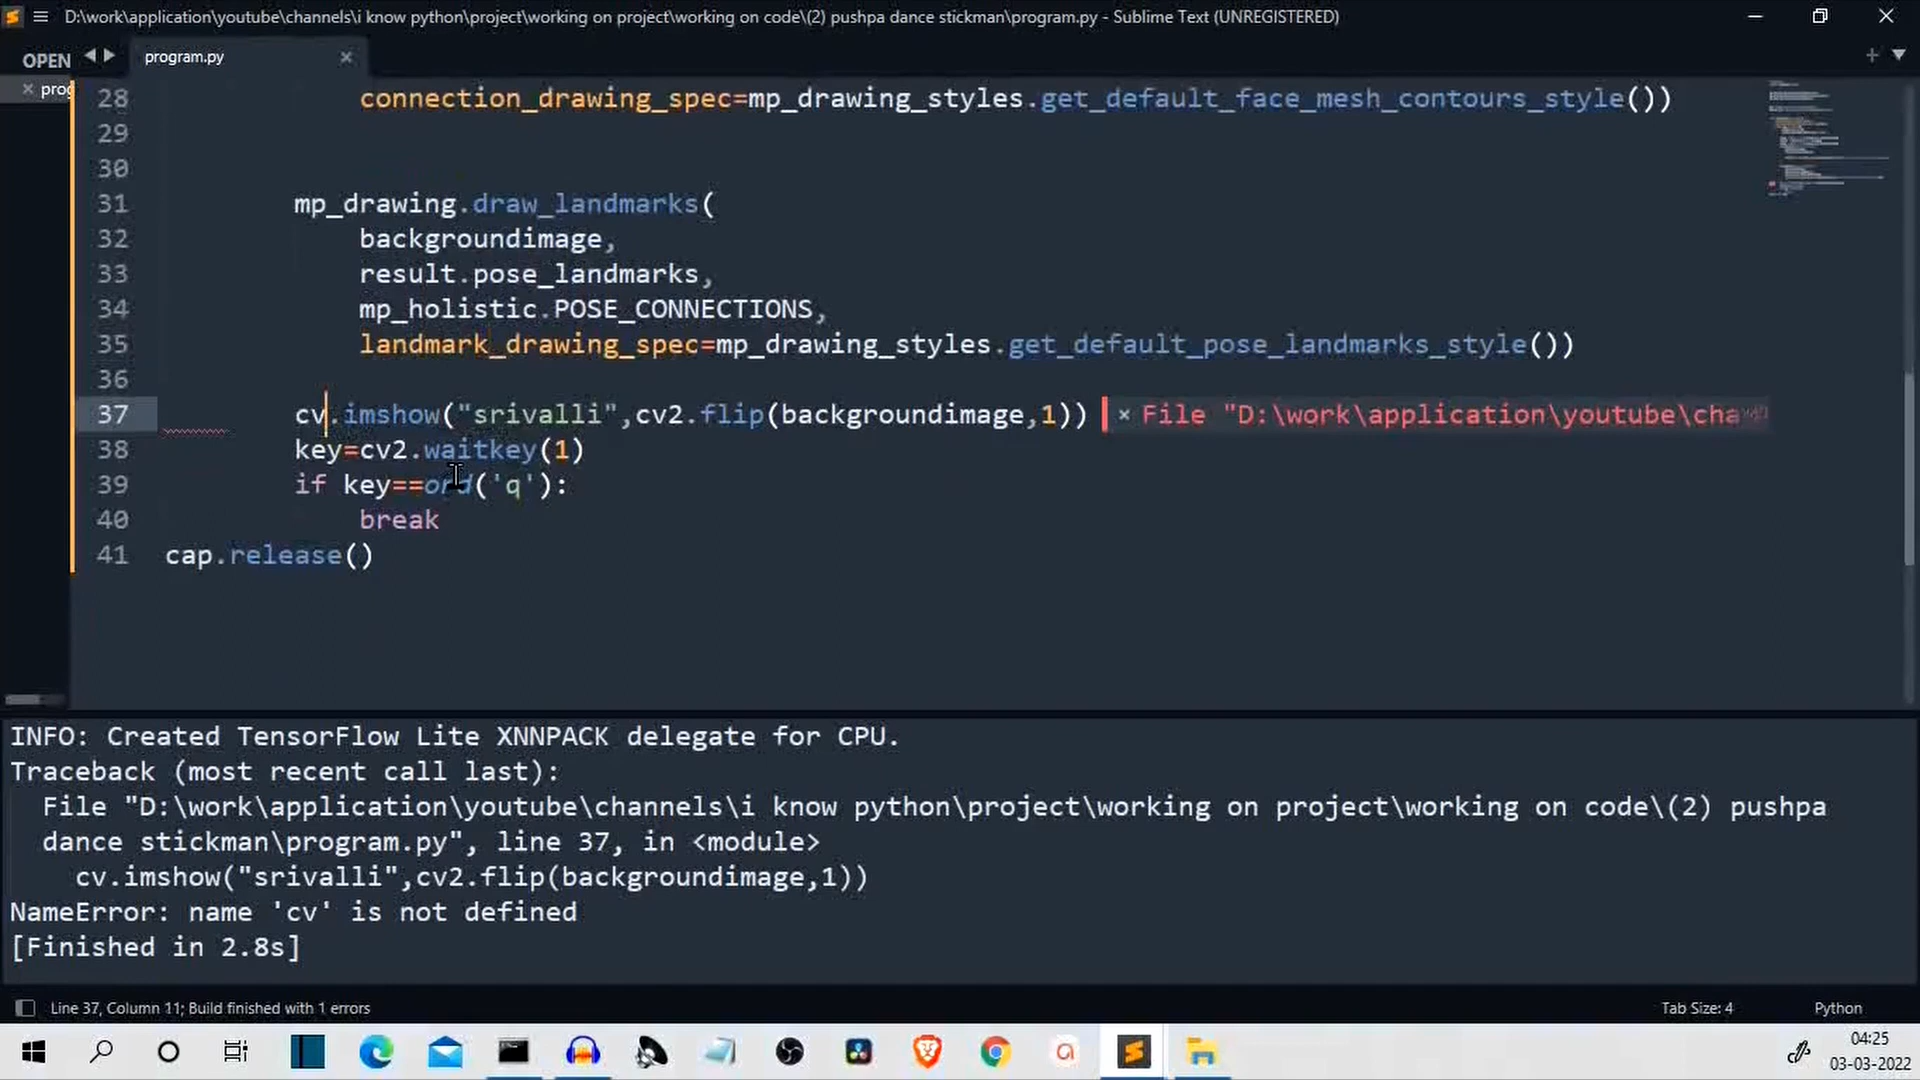 D:\work\application\youtube\channels\i know python\project\working on project\working on code\(2) pushpa dance stickman\program.py - Sublime Text (UNREGISTERED)
OPEN
program.py
prog
28 connection_drawing_spec=mp_drawing_styles.get_default_face_mesh_contours_style())
29
30
31 mp_drawing.draw_landmarks(
32 backgroundimage,
33 result.pose_landmarks,
34 mp_holistic.POSE_CONNECTIONS,
35 landmark_drawing_spec=mp_drawing_styles.get_default_pose_landmarks_style())
36
37 cv.imshow("srivalli",cv2.flip(backgroundimage,1)) × File "D:\work\application\youtube\cha
38 key=cv2.waitkey(1)
39 if key==ord('q'):
40 break
41 cap.release()
INFO: Created TensorFlow Lite XNNPACK delegate for CPU.
Traceback (most recent call last):
File "D:\work\application\youtube\channels\i know python\project\working on project\working on code\(2) pushpa
dance stickman\program.py", line 37, in <module>
cv.imshow("srivalli",cv2.flip(backgroundimage,1))
NameError: name 'cv' is not defined
[Finished in 2.8s]
Line 37, Column 11; Build finished with 1 errors
Tab Size: 4
Python
04:25
03-03-2022